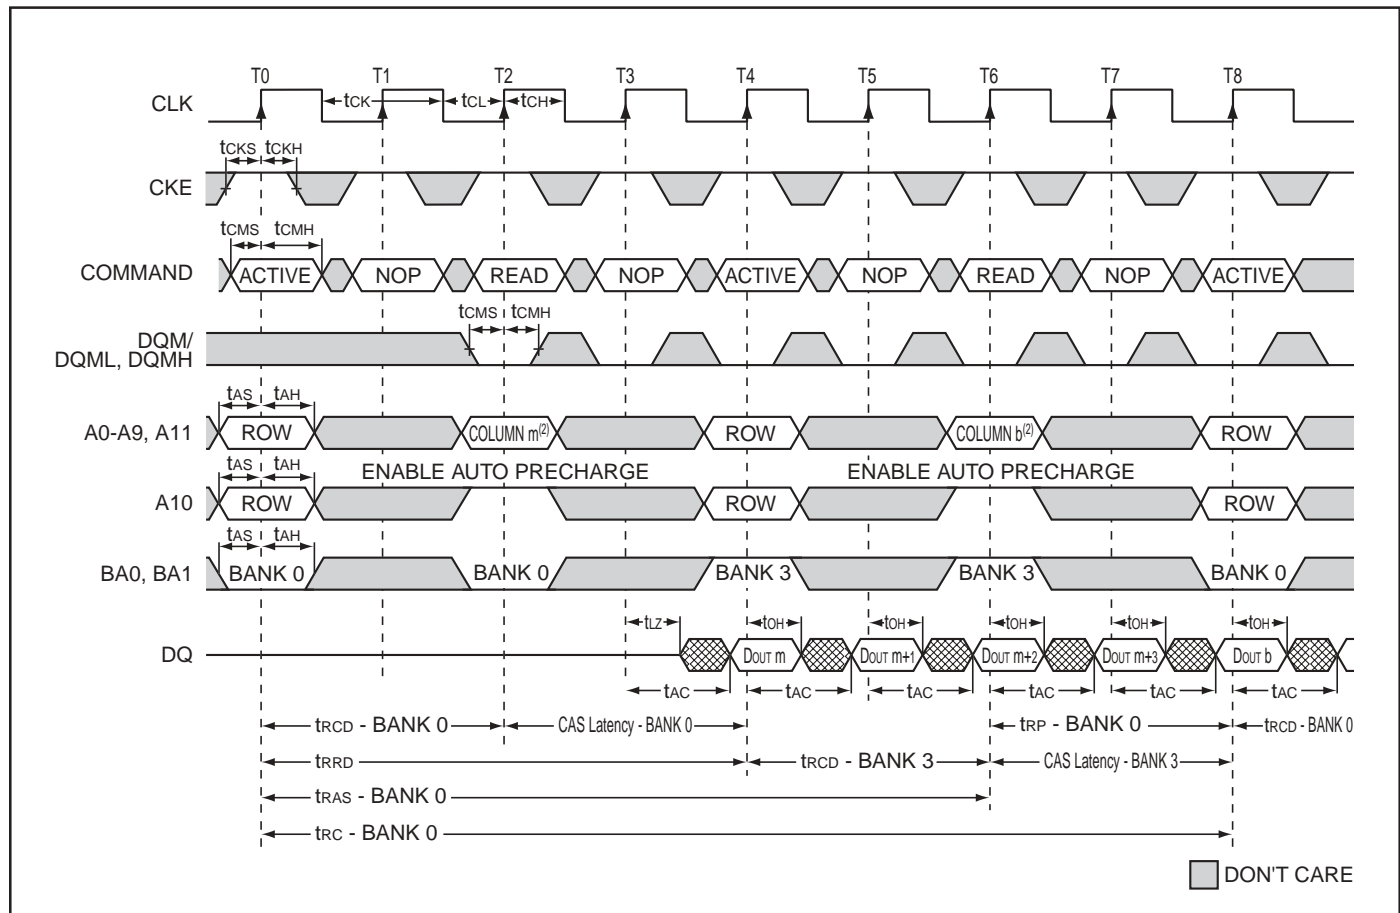 T0 T1 T2 T3 T4 T5 T6 T7 T8
CLK tCK tCL tCH
tCKS tCKH
CKE
tCMS tCMH
COMMAND ACTIVE NOP READ NOP ACTIVE NOP READ NOP ACTIVE
tCMS tCMH
DQM/
DQML, DQMH
tAS tAH
A0-A9, A11 ROW COLUMN m(2) ROW COLUMN b(2) ROW
tAS tAH ENABLE AUTO PRECHARGE ENABLE AUTO PRECHARGE
A10 ROW ROW ROW
tAS tAH
BA0, BA1 BANK 0 BANK 0 BANK 3 BANK 3 BANK 0
tLZ tOH tOH tOH tOH tOH
DQ DOUT m DOUT m+1 DOUT m+2 DOUT m+3 DOUT b
tAC tAC tAC tAC tAC tAC
tRCD - BANK 0 CAS Latency - BANK 0 tRP - BANK 0 tRCD - BANK 0
tRRD tRCD - BANK 3 CAS Latency - BANK 3
tRAS - BANK 0
tRC - BANK 0
DON'T CARE